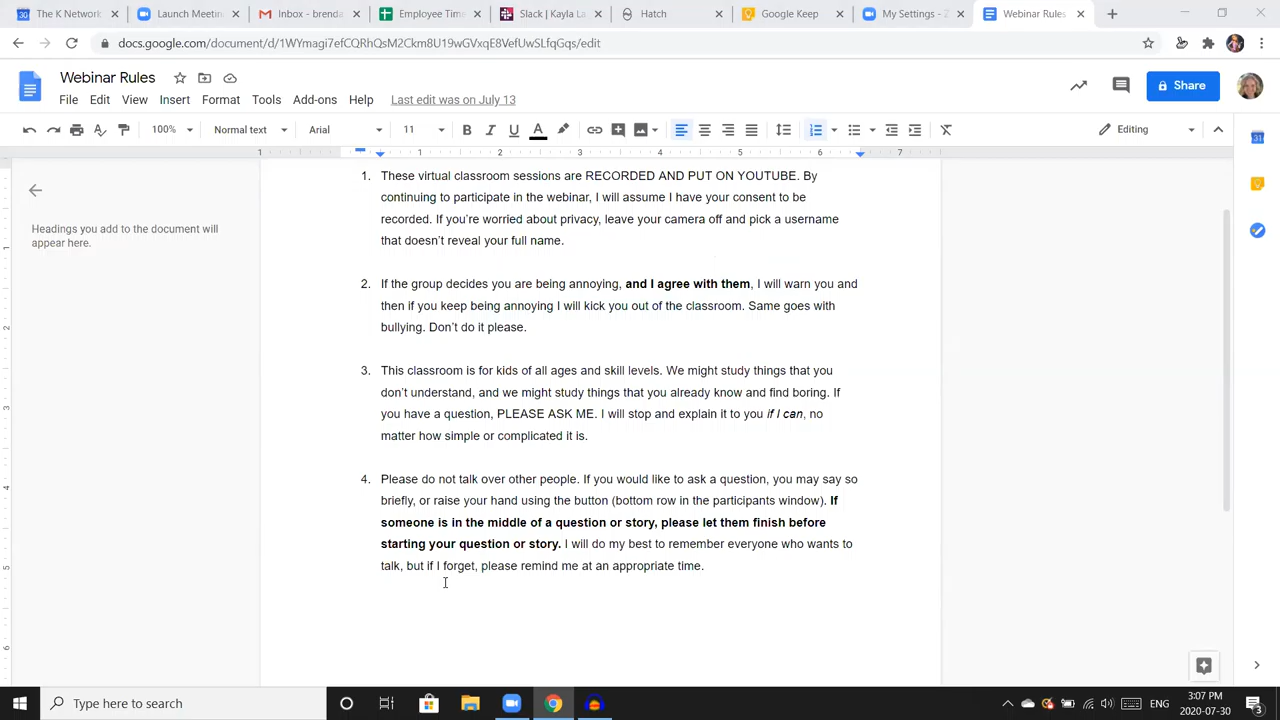 The K Network
Launch Meeti
Inbox - brenda
Employee Time
Slack | Kayla La
Hatch
Google Keep
My Settings - Z
Webinar Rules
docs.google.com/document/d/1WYmagi7efCQRhQsM2Ckm8U19wGVxqE8VefUwSLfqGqs/edit
Webinar Rules
File Edit View Insert Format Tools Add-ons Help Last edit was on July 13
Share
100% Normal text Arial 11 B I U A Editing
1 1 2 3 4 5 6 7
Headings you add to the document will
appear here.
1. These virtual classroom sessions are RECORDED AND PUT ON YOUTUBE. By
continuing to participate in the webinar, I will assume I have your consent to be
recorded. If you’re worried about privacy, leave your camera off and pick a username
that doesn’t reveal your full name.
2. If the group decides you are being annoying, and I agree with them, I will warn you and
then if you keep being annoying I will kick you out of the classroom. Same goes with
bullying. Don’t do it please.
3. This classroom is for kids of all ages and skill levels. We might study things that you
don’t understand, and we might study things that you already know and find boring. If
you have a question, PLEASE ASK ME. I will stop and explain it to you if I can, no
matter how simple or complicated it is.
4. Please do not talk over other people. If you would like to ask a question, you may say so
briefly, or raise your hand using the button (bottom row in the participants window). If
someone is in the middle of a question or story, please let them finish before
starting your question or story. I will do my best to remember everyone who wants to
talk, but if I forget, please remind me at an appropriate time.
Type here to search
ENG
3:07 PM
2020-07-30
3